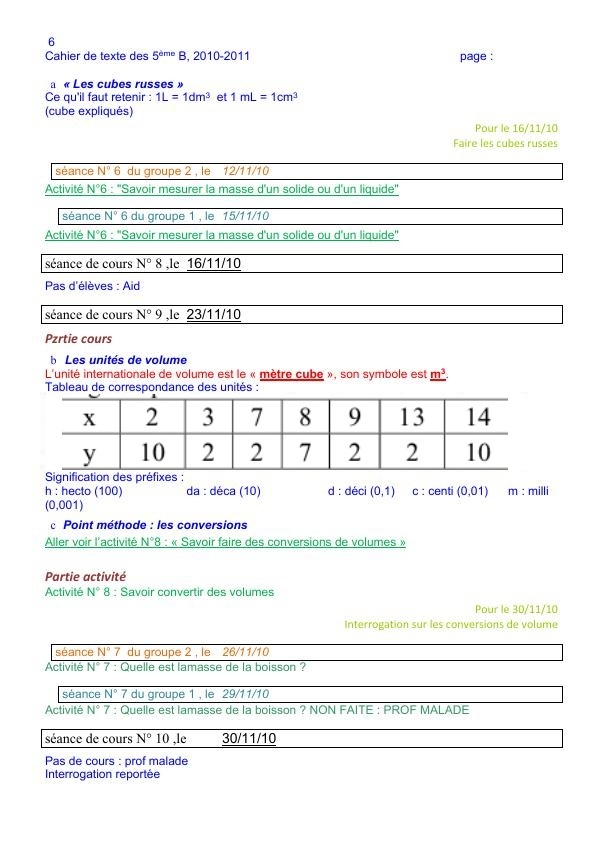 6
Cahier de texte des 5ème B, 2010-2011 page :
a « Les cubes russes »
Ce qu'il faut retenir : 1L = 1dm³ et 1 mL = 1cm³
(cube expliqués)
Pour le 16/11/10
Faire les cubes russes
séance N° 6 du groupe 2 , le 12/11/10
Activité N°6 : "Savoir mesurer la masse d'un solide ou d'un liquide"
séance N° 6 du groupe 1 , le 15/11/10
Activité N°6 : "Savoir mesurer la masse d'un solide ou d'un liquide"
séance de cours N° 8 ,le 16/11/10
Pas d'élèves : Aid
séance de cours N° 9 ,le 23/11/10
Pzrtie cours
b Les unités de volume
L'unité internationale de volume est le « mètre cube », son symbole est m³.
Tableau de correspondance des unités :
x 2 3 7 8 9 13 14
y 10 2 2 7 2 2 10
Signification des préfixes :
h : hecto (100) da : déca (10) d : déci (0,1) c : centi (0,01) m : milli
(0,001)
c Point méthode : les conversions
Aller voir l'activité N°8 : « Savoir faire des conversions de volumes »
Partie activité
Activité N° 8 : Savoir convertir des volumes
Pour le 30/11/10
Interrogation sur les conversions de volume
séance N° 7 du groupe 2 , le 26/11/10
Activité N° 7 : Quelle est lamasse de la boisson ?
séance N° 7 du groupe 1 , le 29/11/10
Activité N° 7 : Quelle est lamasse de la boisson ? NON FAITE : PROF MALADE
séance de cours N° 10 ,le 30/11/10
Pas de cours : prof malade
Interrogation reportée